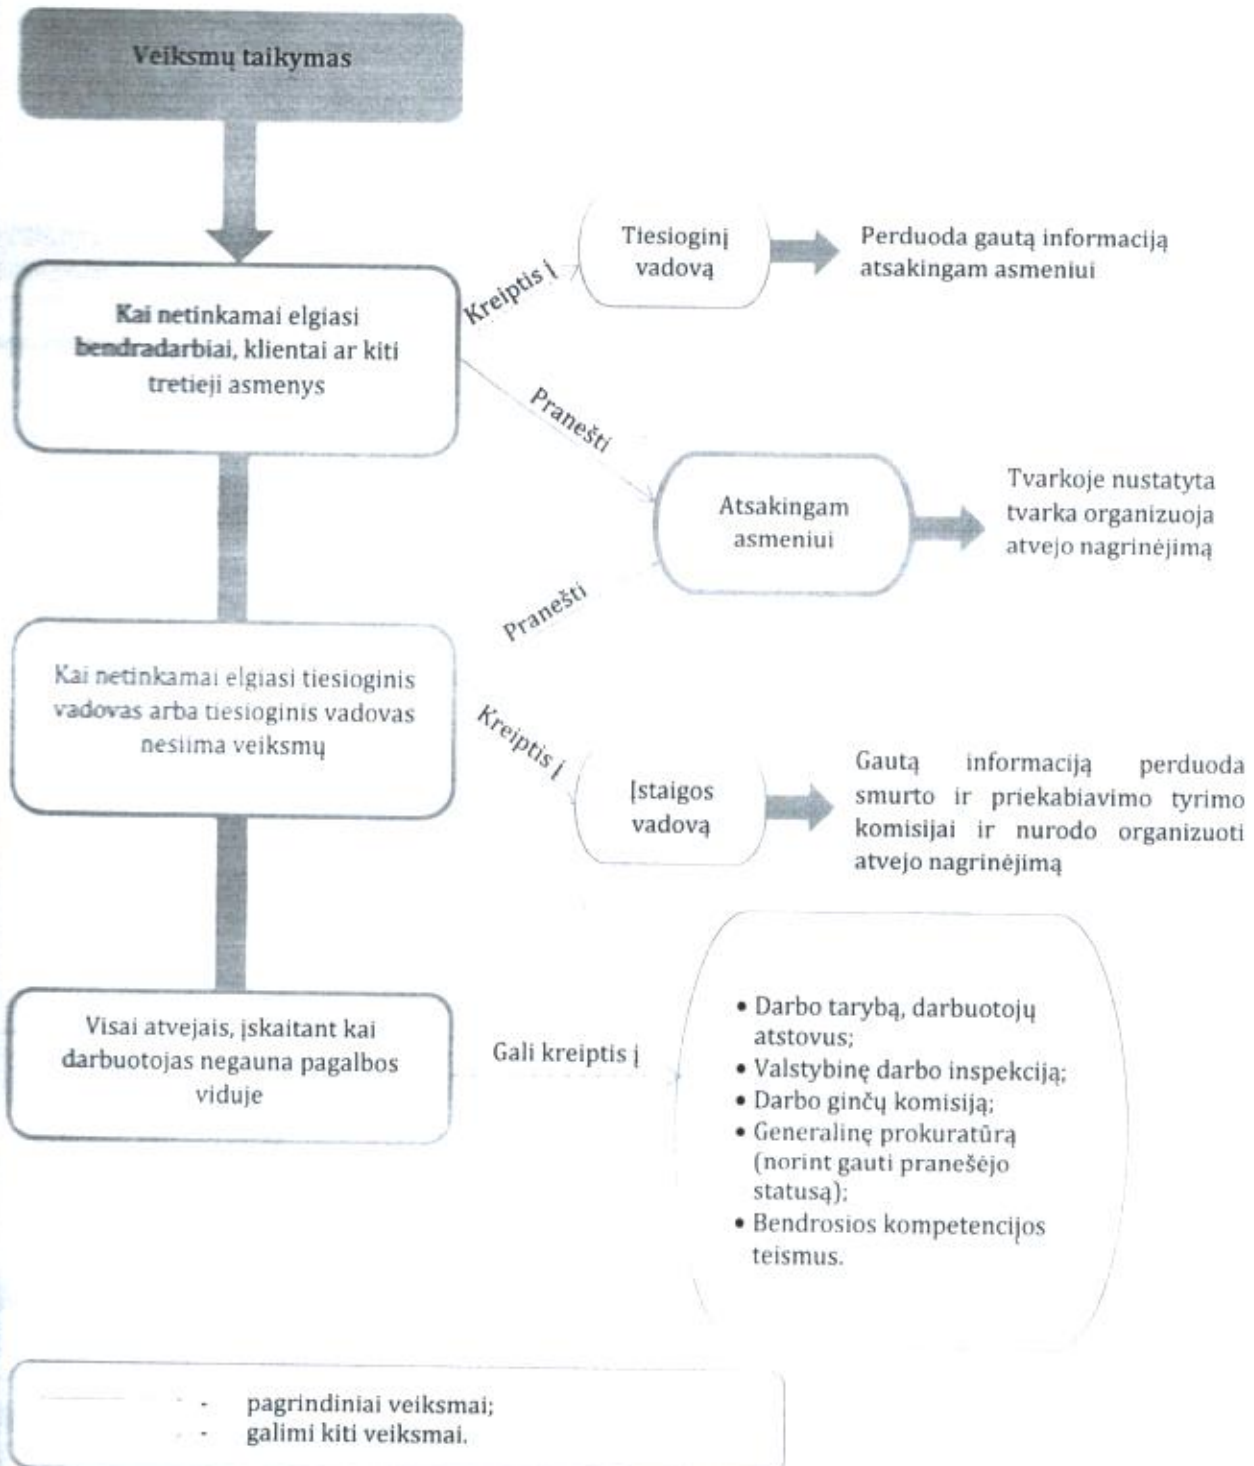 Veiksmų taikymas
Kreiptis į
Tiesioginį
vadovą
Perduoda gautą informaciją
atsakingam asmeniui
Kai netinkamai elgiasi
bendradarbiai, klientai ar kiti
tretieji asmenys
Pranešti
Atsakingam
asmeniui
Tvarkoje nustatyta
tvarka organizuoja
atvejo nagrinėjimą
Pranešti
Kai netinkamai elgiasi tiesioginis
vadovas arba tiesioginis vadovas
nesiima veiksmų
Kreiptis į
Įstaigos
vadovą
Gautą informaciją perduoda
smurto ir priekabiavimo tyrimo
komisijai ir nurodo organizuoti
atvejo nagrinėjimą
Visai atvejais, įskaitant kai
darbuotojas negauna pagalbos
viduje
Gali kreiptis į
• Darbo tarybą, darbuotojų
atstovus;
• Valstybinę darbo inspekciją;
• Darbo ginčų komisiją;
• Generalinę prokuratūrą
(norint gauti pranešėjo
statusą);
• Bendrosios kompetencijos
teismus.
- pagrindiniai veiksmai;
- galimi kiti veiksmai.